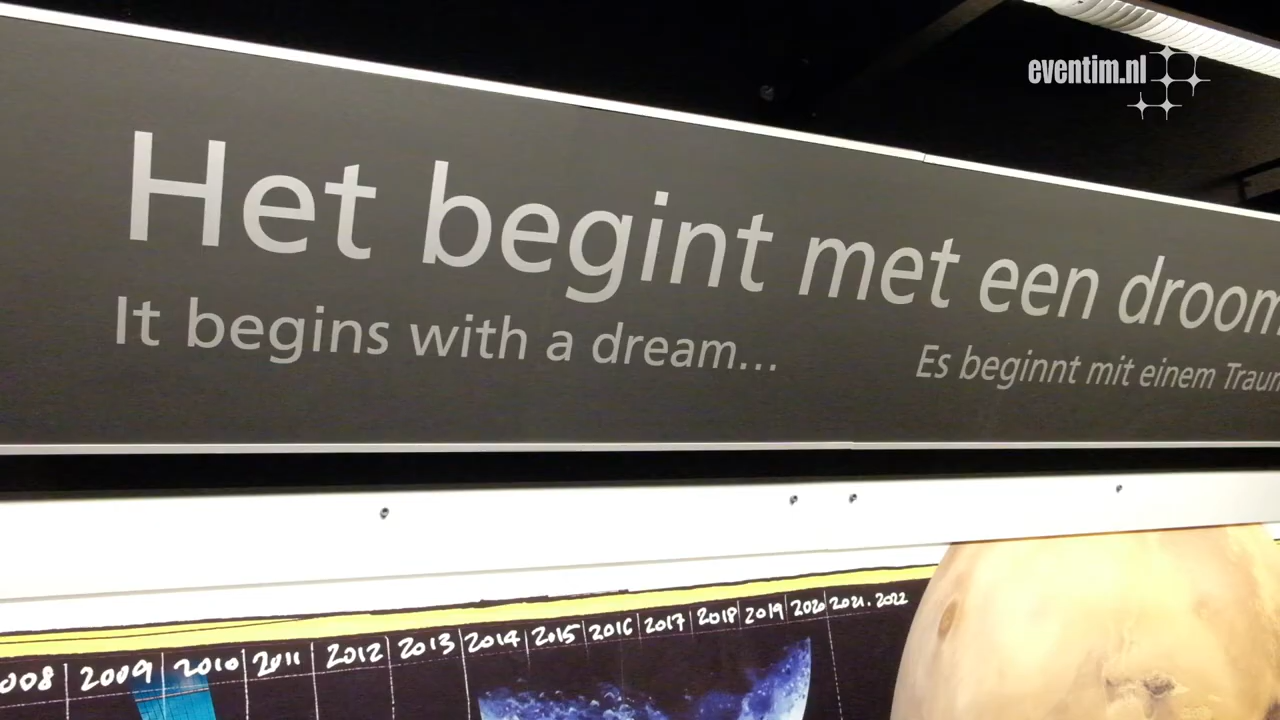 eventim.nl
Het begint met een droom
It begins with a dream...
Es beginnt mit einem Traum
2008 2009 2010 2011 2012 2013 2014 2015 2016 2017 2018 2019 2020 2021. 2022